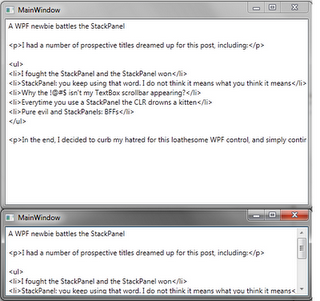 MainWindow
A WPF newbie battles the StackPanel
<p>I had a number of prospective titles dreamed up for this post, including:</p>
<ul>
<li>I fought the StackPanel and the StackPanel won</li>
<li>StackPanel: you keep using that word. I do not think it means what you think it means</li>
<li>Why the !@#$ isn't my TextBox scrollbar appearing?</li>
<li>Everytime you use a StackPanel the CLR drowns a kitten</li>
<li>Pure evil and StackPanels: BFFs</li>
</ul>
<p>In the end, I decided to curb my hatred for this loathesome WPF control, and simply contin
MainWindow
A WPF newbie battles the StackPanel
<p>I had a number of prospective titles dreamed up for this post, including:</p>
<ul>
<li>I fought the StackPanel and the StackPanel won</li>
<li>StackPanel: you keep using that word. I do not think it means what you think it means<